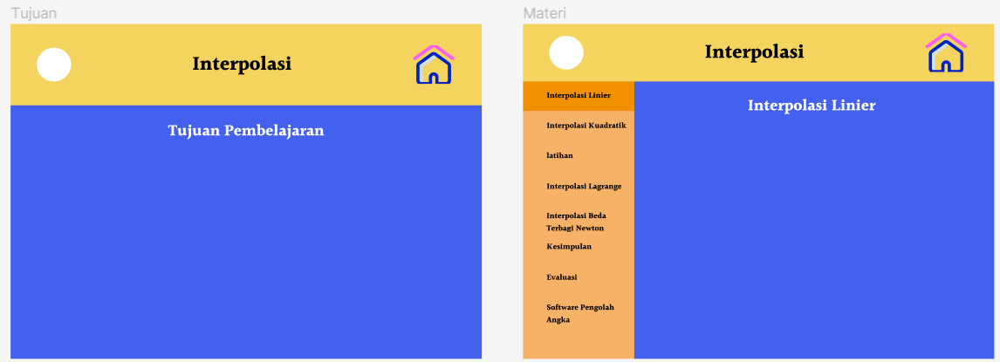 Tujuan
Interpolasi
Tujuan Pembelajaran
Materi
Interpolasi
Interpolasi Linier
Interpolasi Kuadratik
latihan
Interpolasi Lagrange
Interpolasi Beda
Terbagi Newton
Kesimpulan
Evaluasi
Software Pengolah
Angka
Interpolasi Linier